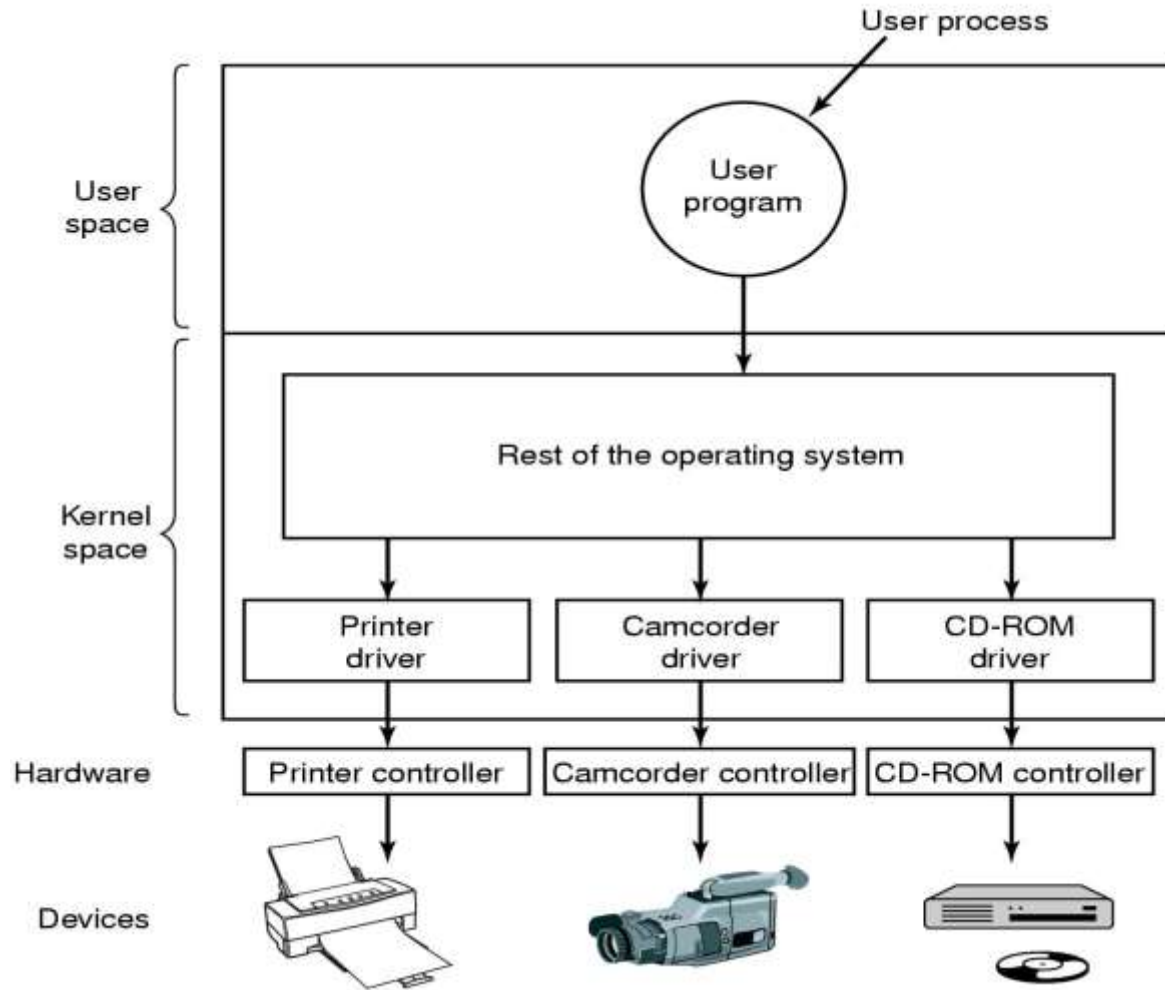 User process
User
program
User
space
Rest of the operating system
Kernel
space
Printer
driver
Camcorder
driver
CD-ROM
driver
Hardware
Printer controller
Camcorder controller
CD-ROM controller
Devices